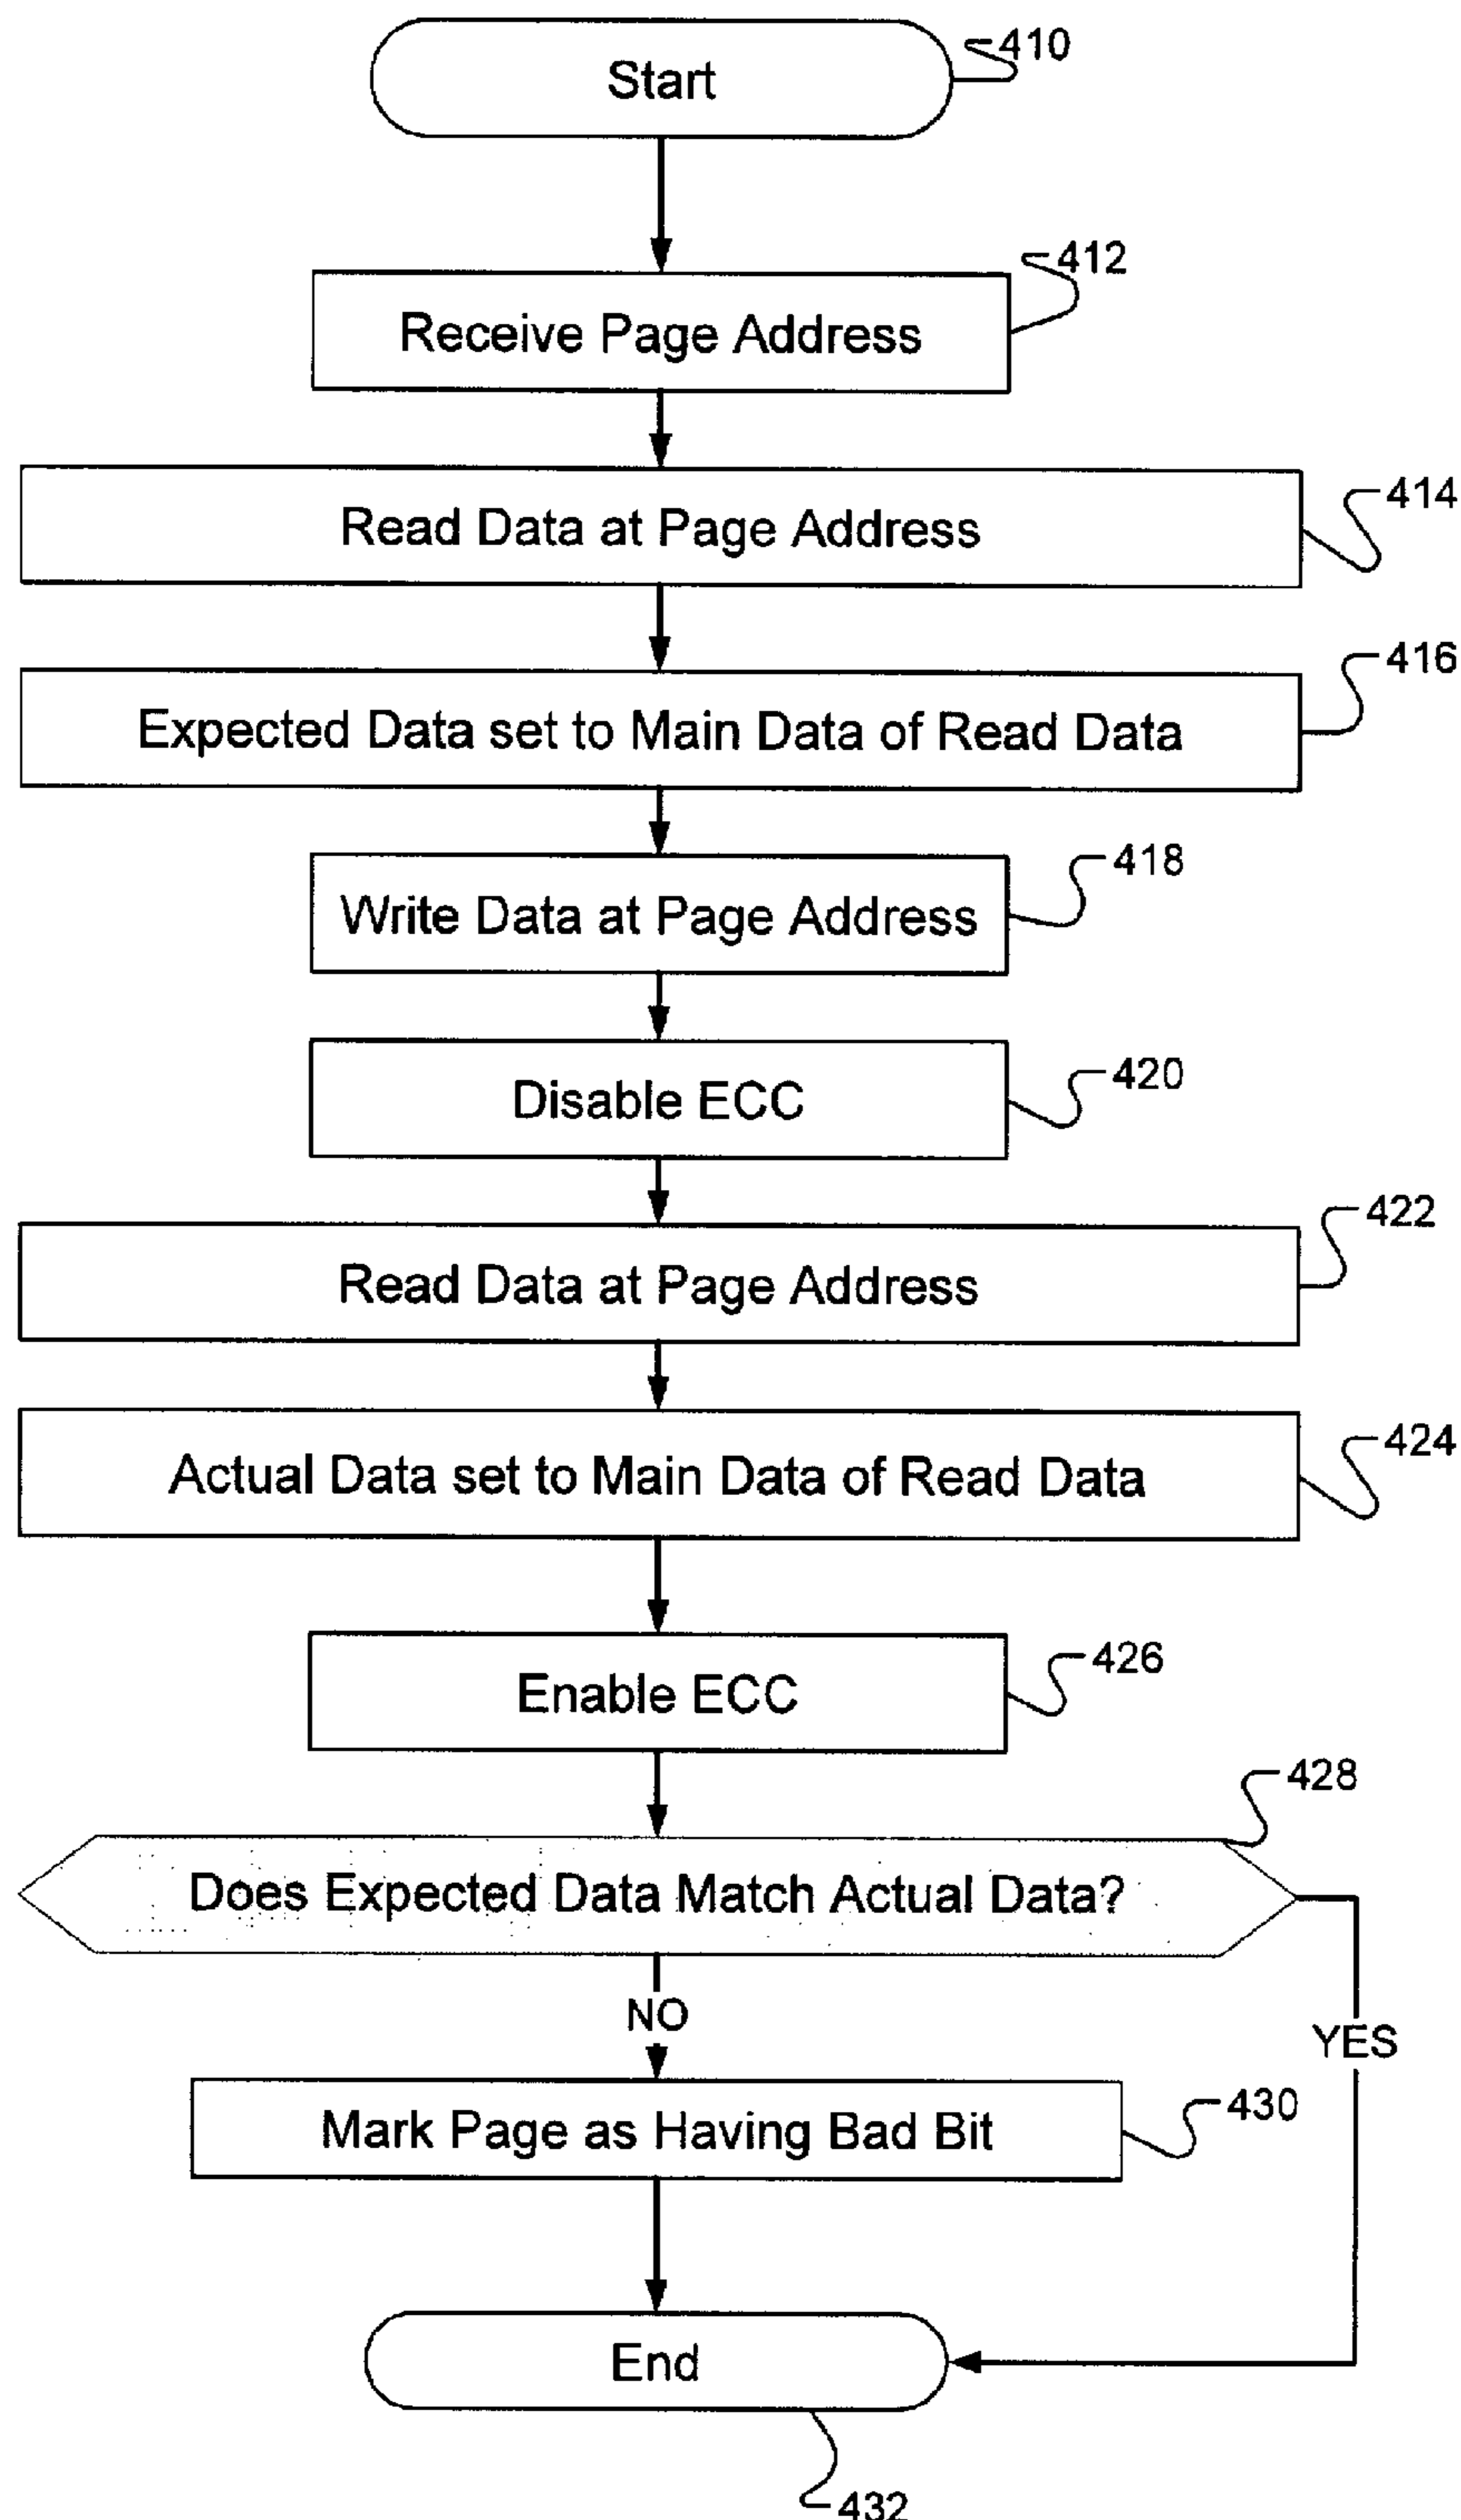 Start
410
412
Receive Page Address
414
Read Data at Page Address
416
Expected Data set to Main Data of Read Data
418
Write Data at Page Address
420
Disable ECC
422
Read Data at Page Address
424
Actual Data set to Main Data of Read Data
426
Enable ECC
428
Does Expected Data Match Actual Data?
NO
YES
430
Mark Page as Having Bad Bit
End
432